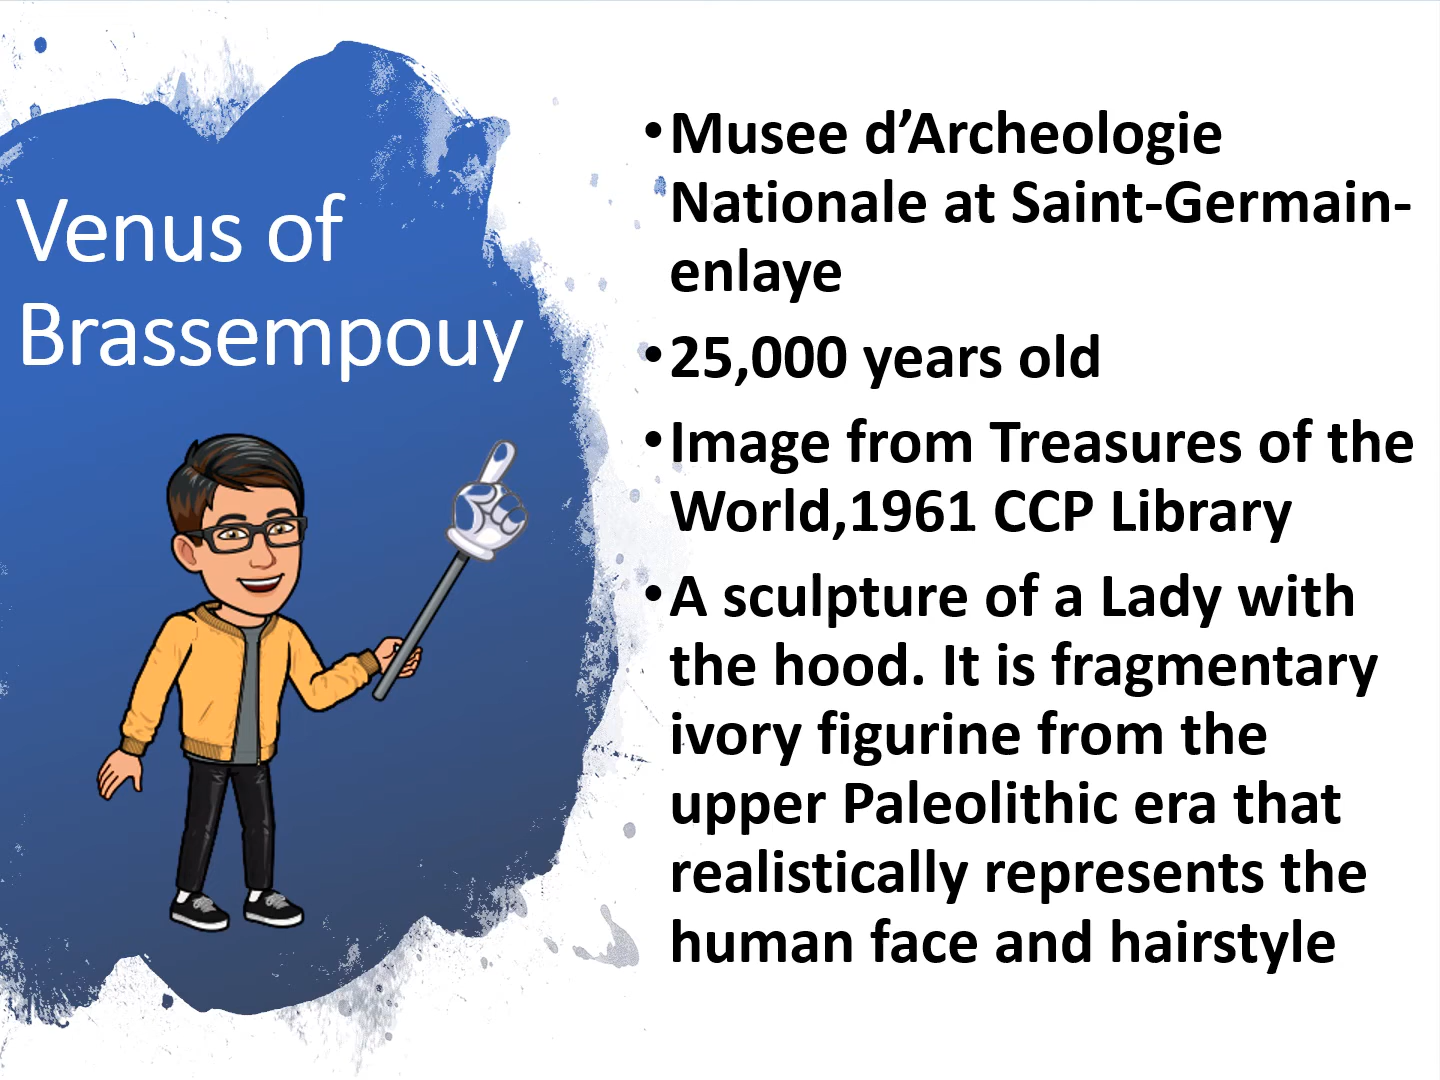 Venus of
Brassempouy
•Musee d’Archeologie
Nationale at Saint-Germain-
enlaye
•25,000 years old
•Image from Treasures of the
World,1961 CCP Library
•A sculpture of a Lady with
the hood. It is fragmentary
ivory figurine from the
upper Paleolithic era that
realistically represents the
human face and hairstyle